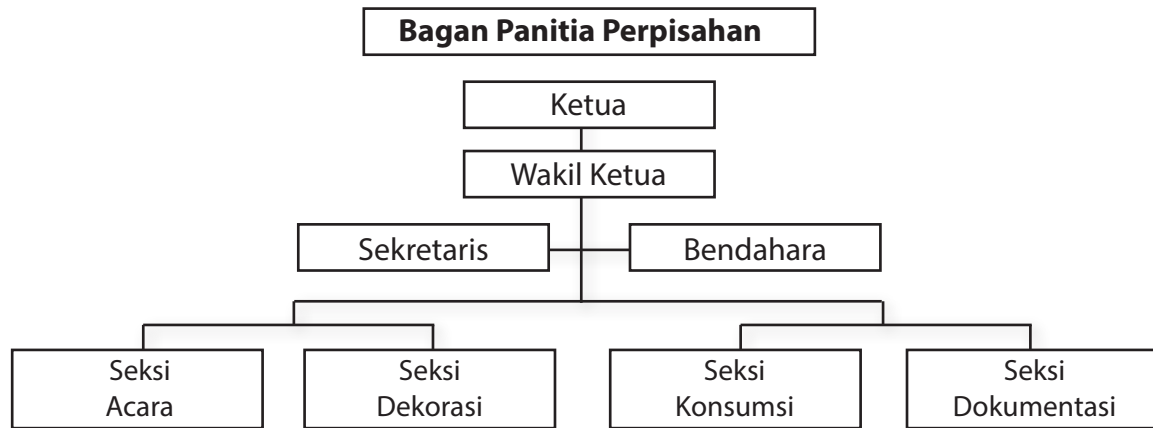 Bagan Panitia Perpisahan
Ketua
Wakil Ketua
Sekretaris
Bendahara
Seksi
Acara
Seksi
Dekorasi
Seksi
Konsumsi
Seksi
Dokumentasi